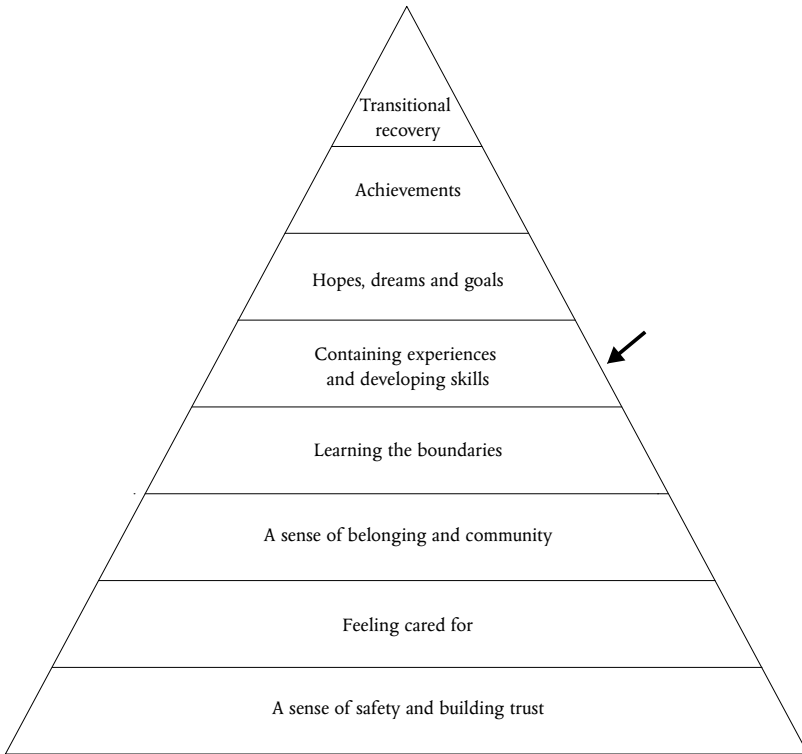 Transitional
recovery
Achievements
Hopes, dreams and goals
Containing experiences
and developing skills
Learning the boundaries
A sense of belonging and community
Feeling cared for
A sense of safety and building trust